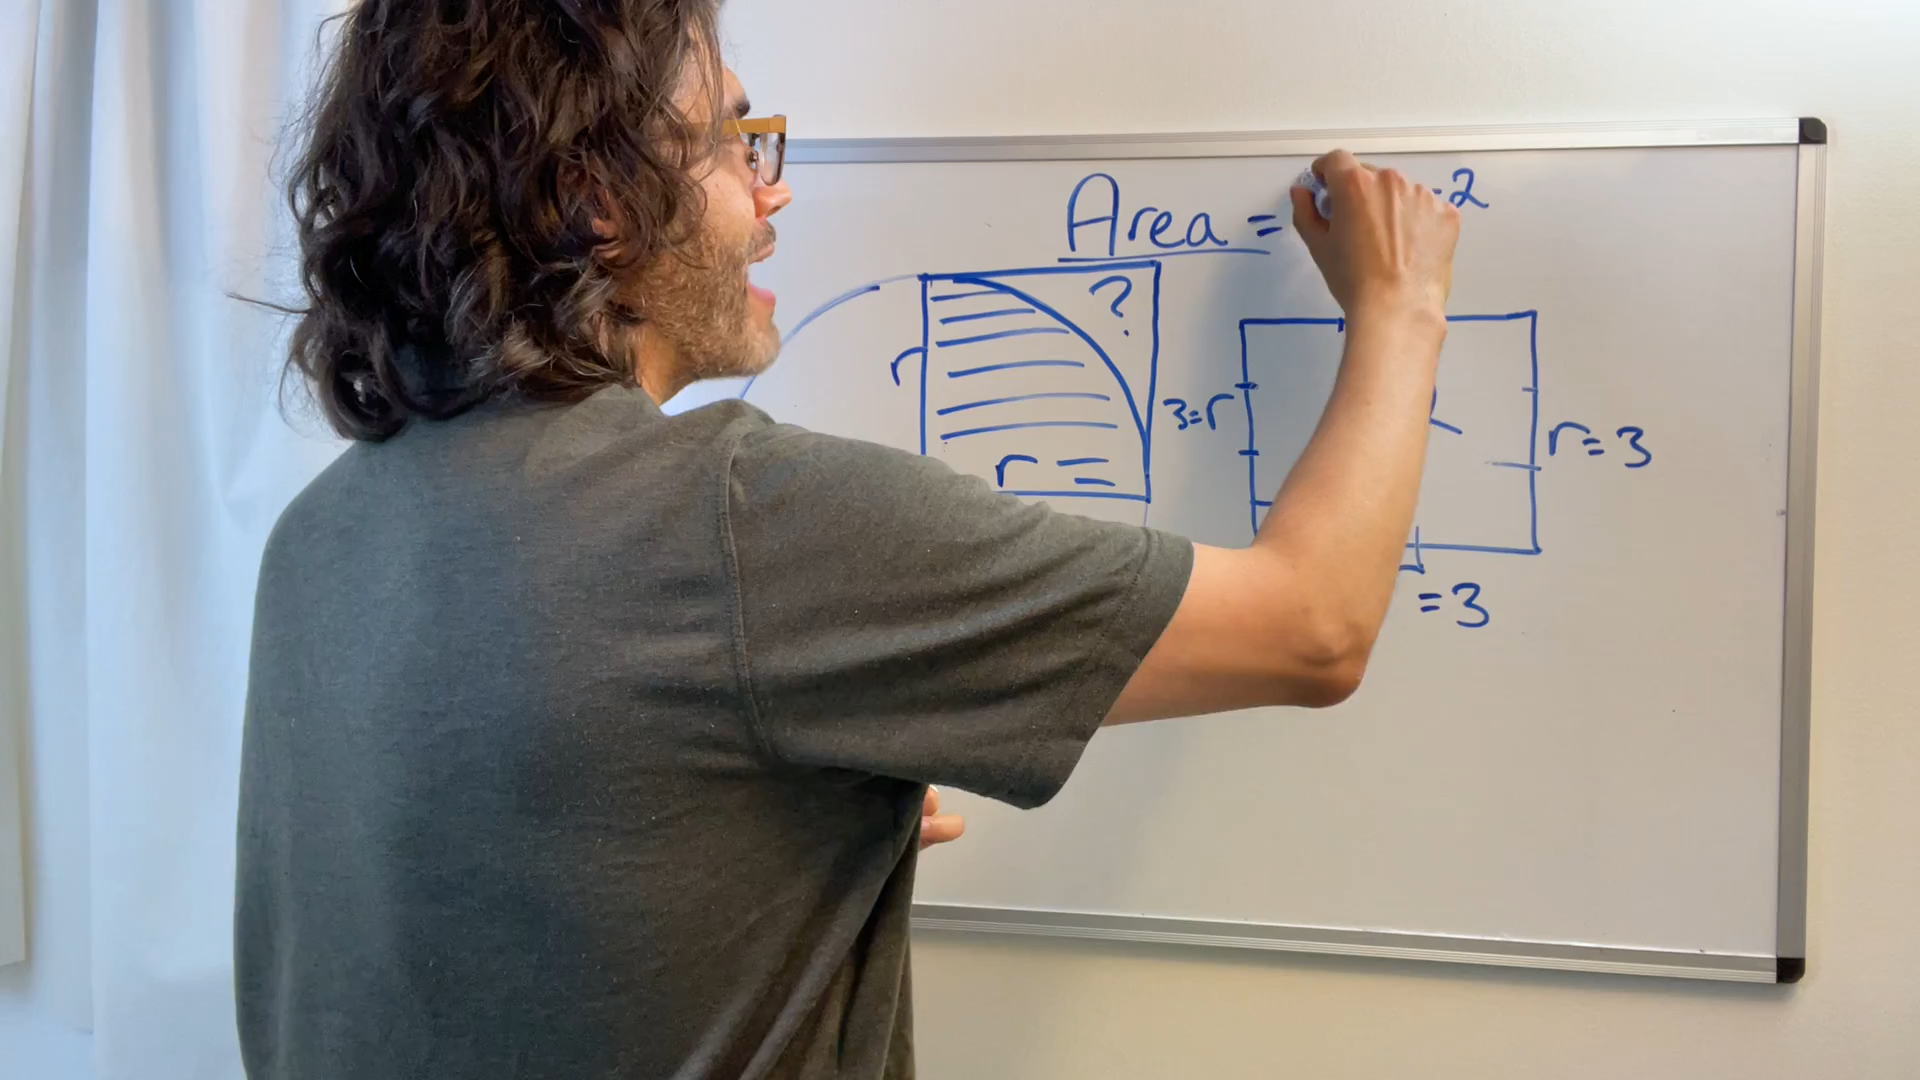 Area = 2
?
r
r =
3=r
r=3
=3